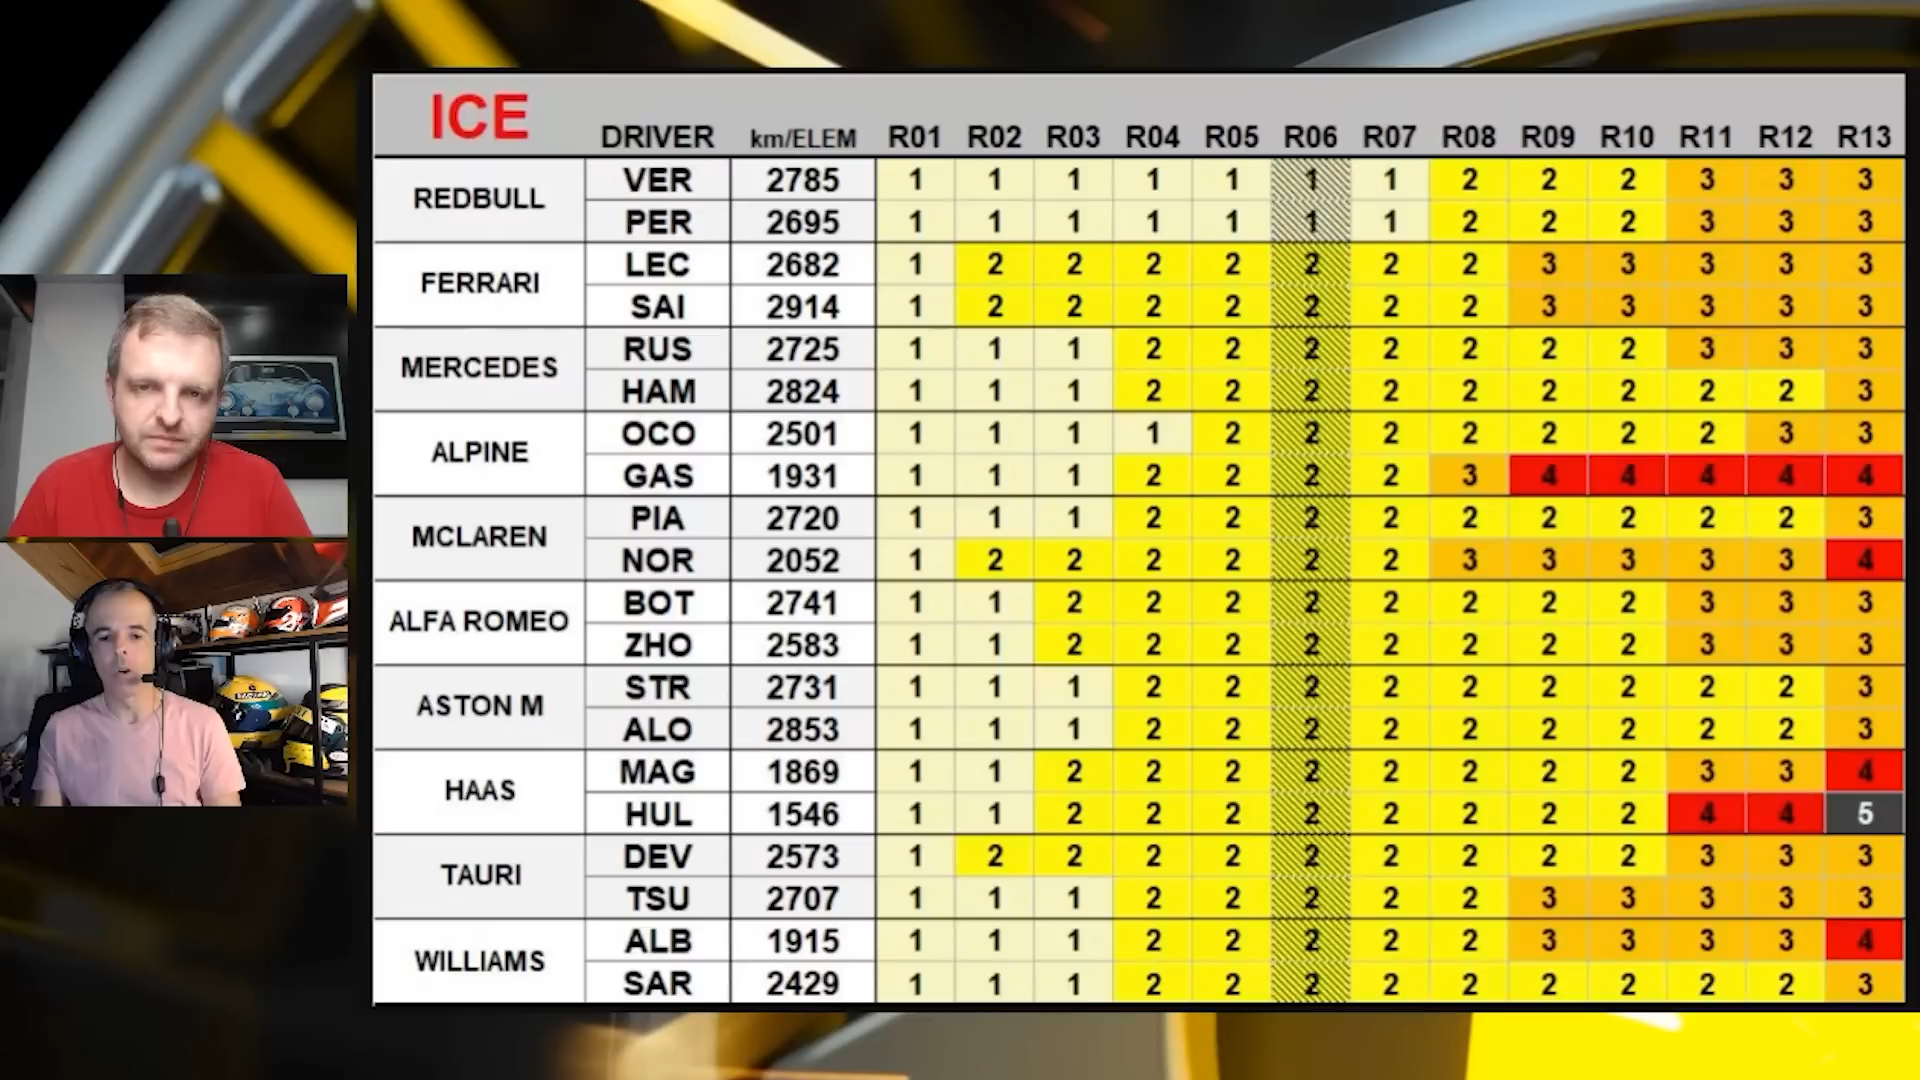 ICE DRIVER km/ELEM R01 R02 R03 R04 R05 R06 R07 R08 R09 R10 R11 R12 R13
REDBULL VER 2785 1 1 1 1 1 1 1 2 2 2 3 3 3
PER 2695 1 1 1 1 1 1 1 2 2 2 3 3 3
FERRARI LEC 2682 1 2 2 2 2 2 2 2 3 3 3 3 3
SAI 2914 1 2 2 2 2 2 2 2 3 3 3 3 3
MERCEDES RUS 2725 1 1 1 2 2 2 2 2 2 2 3 3 3
HAM 2824 1 1 1 2 2 2 2 2 2 2 2 2 3
ALPINE OCO 2501 1 1 1 1 2 2 2 2 2 2 2 3 3
GAS 1931 1 1 1 2 2 2 2 3 4 4 4 4 4
MCLAREN PIA 2720 1 1 1 2 2 2 2 2 2 2 2 2 3
NOR 2052 1 2 2 2 2 2 2 3 3 3 3 3 4
ALFA ROMEO BOT 2741 1 1 2 2 2 2 2 2 2 2 3 3 3
ZHO 2583 1 1 2 2 2 2 2 2 2 2 3 3 3
ASTON M STR 2731 1 1 1 2 2 2 2 2 2 2 2 2 3
ALO 2853 1 1 1 2 2 2 2 2 2 2 2 2 3
HAAS MAG 1869 1 1 2 2 2 2 2 2 2 2 3 3 4
HUL 1546 1 1 2 2 2 2 2 2 2 2 4 4 5
TAURI DEV 2573 1 2 2 2 2 2 2 2 2 2 3 3 3
TSU 2707 1 1 1 2 2 2 2 2 3 3 3 3 3
WILLIAMS ALB 1915 1 1 1 2 2 2 2 2 3 3 3 3 4
SAR 2429 1 1 1 2 2 2 2 2 2 2 2 2 3